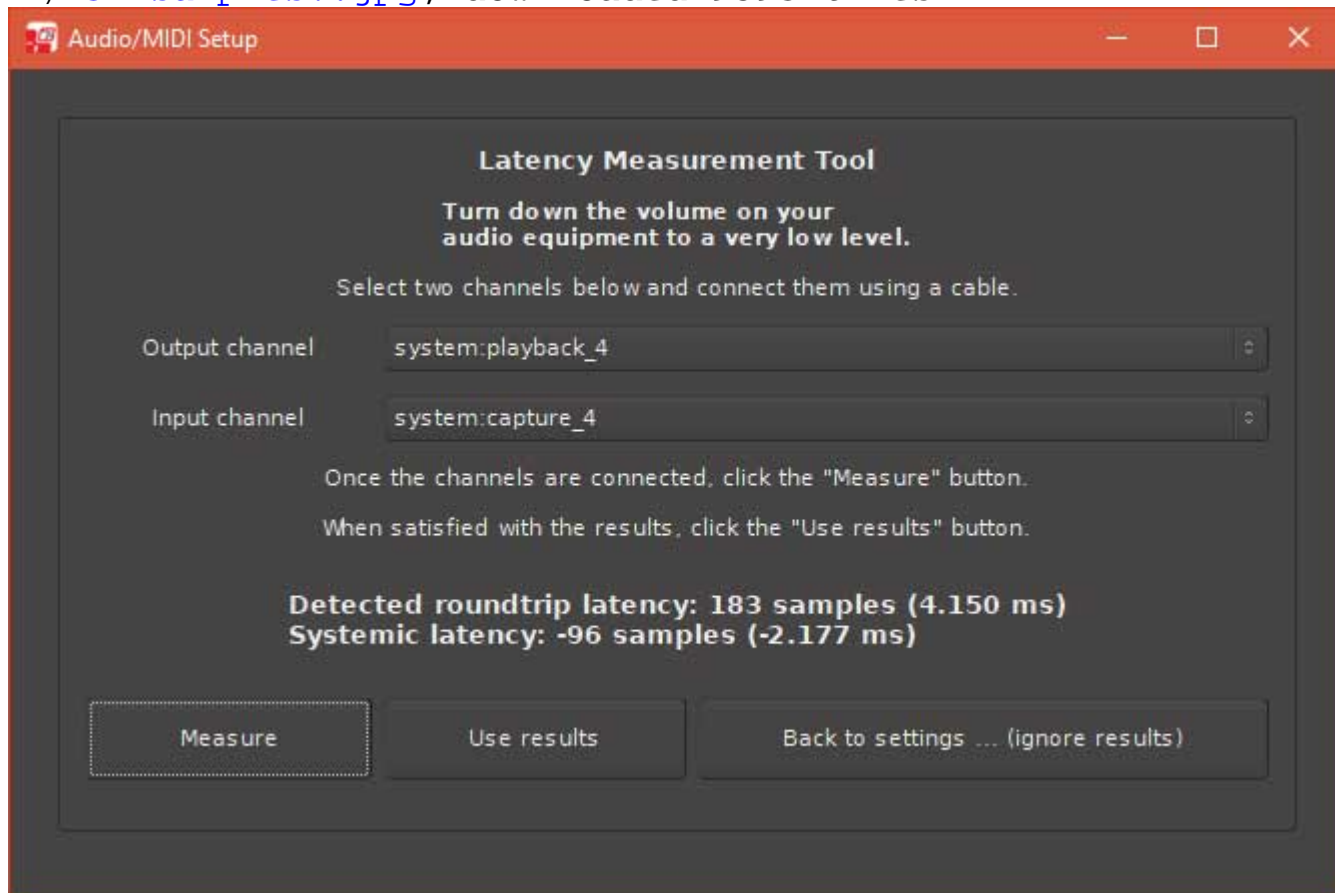 Audio/MIDI Setup
Latency Measurement Tool
Turn down the volume on your
audio equipment to a very low level.
Select two channels below and connect them using a cable.
Output channel system:playback_4
Input channel system:capture_4
Once the channels are connected, click the "Measure" button.
When satisfied with the results, click the "Use results" button.
Detected roundtrip latency: 183 samples (4.150 ms)
Systemic latency: -96 samples (-2.177 ms)
Measure Use results Back to settings ... (ignore results)